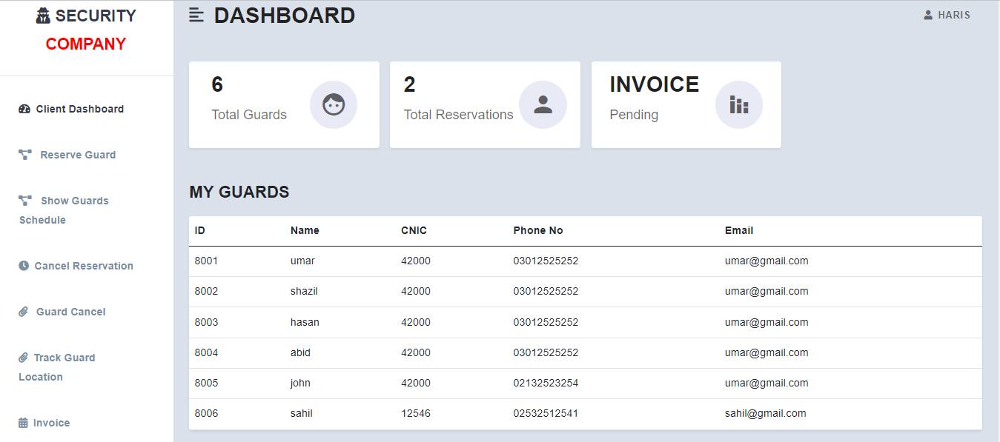 SECURITY
COMPANY
Client Dashboard
Reserve Guard
Show Guards
Schedule
Cancel Reservation
Guard Cancel
Track Guard
Location
Invoice
DASHBOARD
HARIS
6
Total Guards
2
Total Reservations
INVOICE
Pending
MY GUARDS
ID Name CNIC Phone No Email
8001 umar 42000 03012525252 umar@gmail.com
8002 shazil 42000 03012525252 umar@gmail.com
8003 hasan 42000 03012525252 umar@gmail.com
8004 abid 42000 03012525252 umar@gmail.com
8005 john 42000 02132523254 umar@gmail.com
8006 sahil 12546 02532512541 sahil@gmail.com